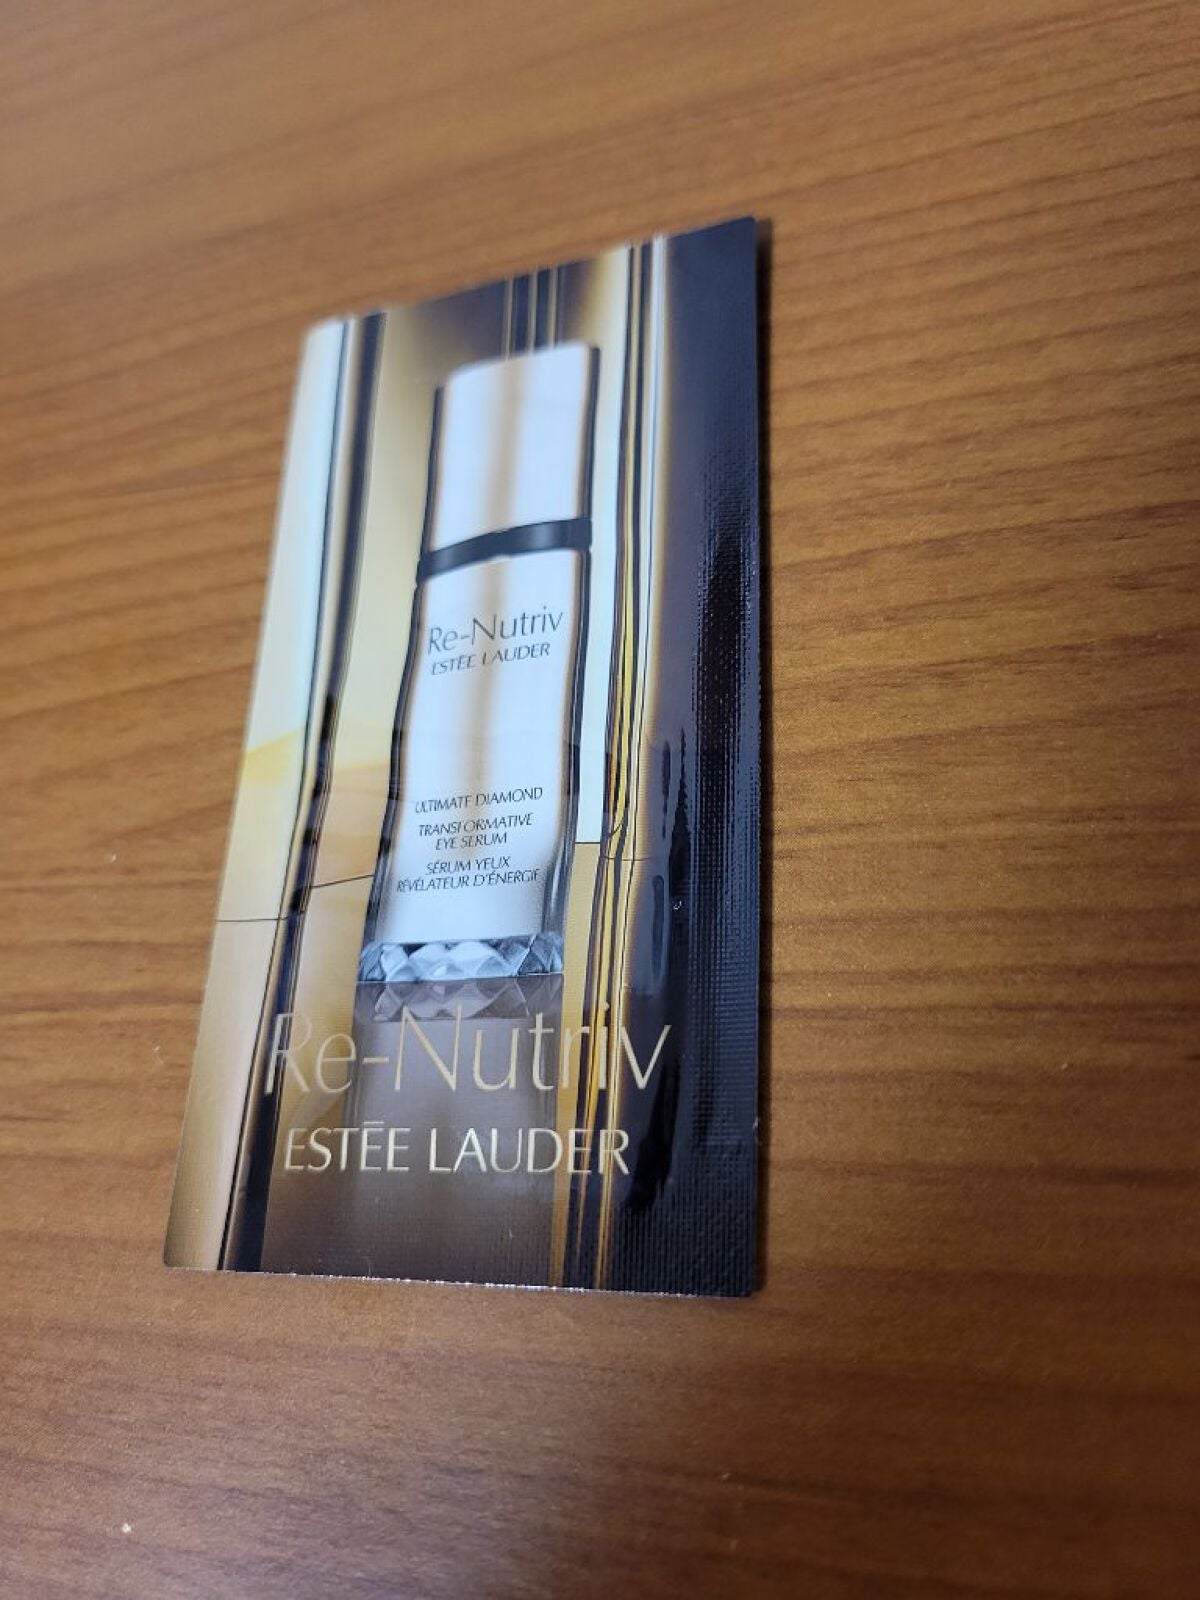 Re-Nutriv
ESTĒE LAUDER
ULTIMATE DIAMOND
TRANSFORMATIVE
EYE SERUM
SÉRUM YEUX
RÉVÉLATEUR D'ÉNERGIE
Re-Nutriv
ESTĒE LAUDER